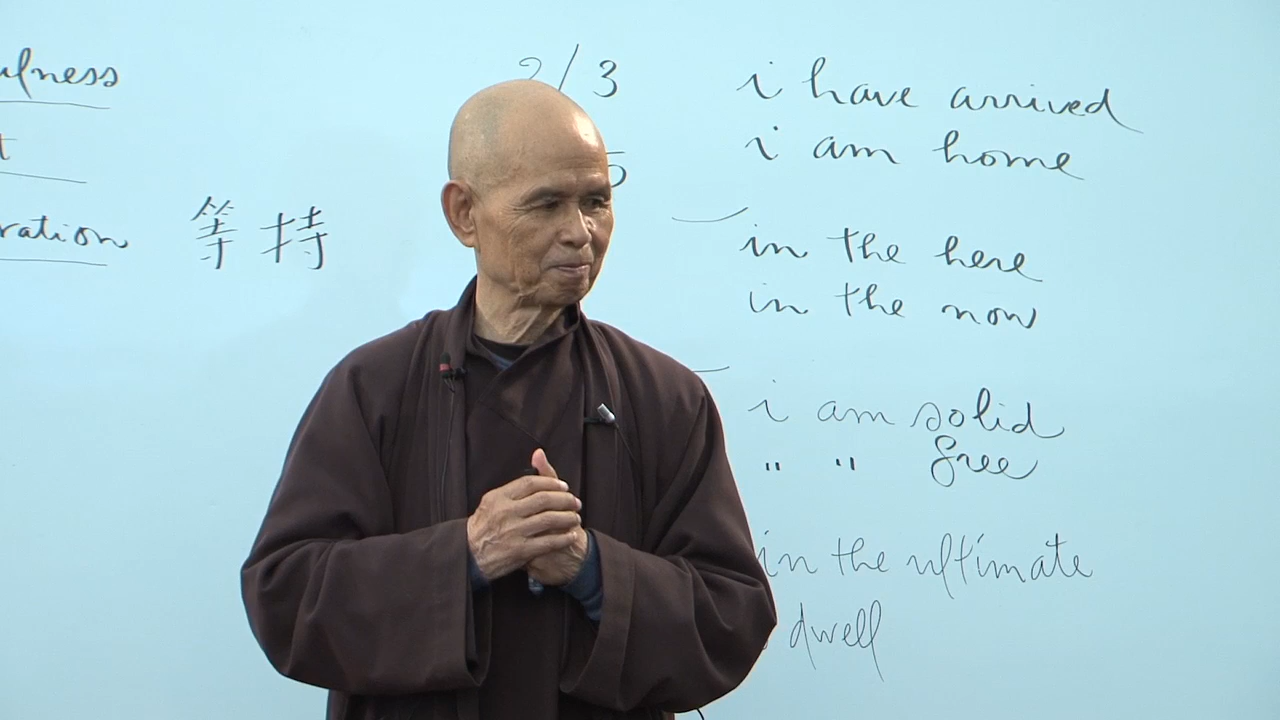 ulness
t
ration 等持
2/3
5
i have arrived
i am home
in the here
in the now
i am solid
" " free
in the ultimate
dwell